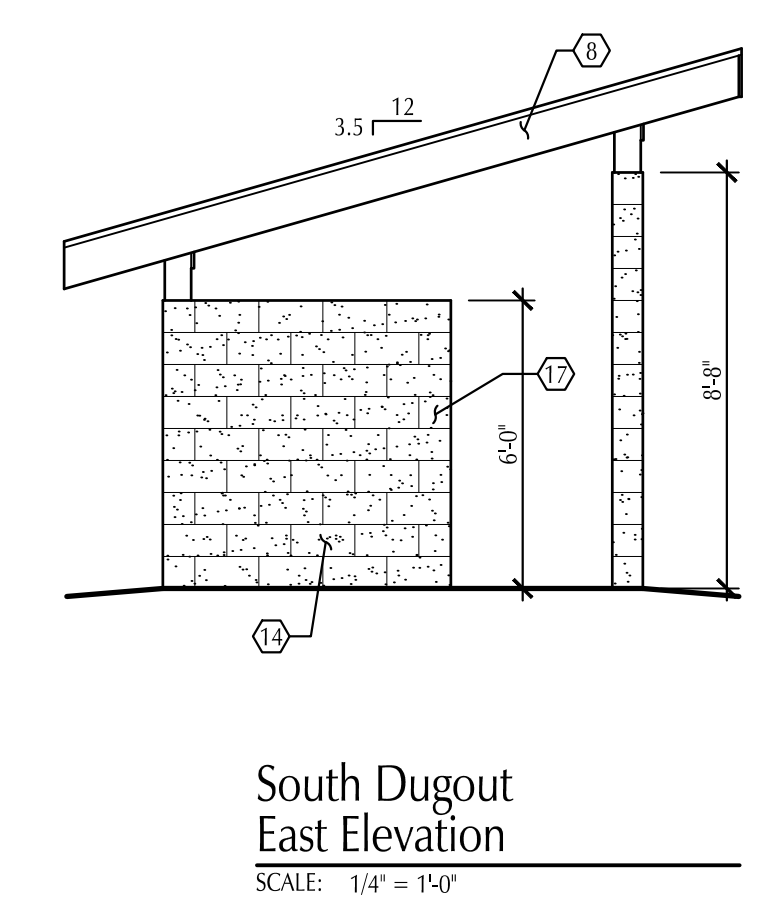 8
12
3.5
17
8'-8"
6'-0"
14
South Dugout
East Elevation
SCALE: 1/4" = 1'-0"